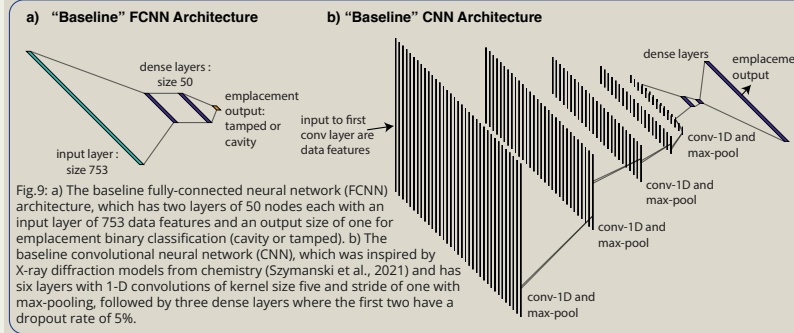 a) "Baseline" FCNN Architecture
dense layers :
size 50
emplacement
output:
tamped or
cavity
input layer :
size 753
b) "Baseline" CNN Architecture
input to first
conv layer are
data features
dense layers
output
conv-1D and
max-pool
conv-1D and
max-pool
conv-1D and
max-pool
conv-1D and
max-pool
Fig.9: a) The baseline fully-connected neural network (FCNN)
architecture, which has two layers of 50 nodes each with an
input layer of 753 data features and an output size of one for
emplacement binary classification (cavity or tamped). b) The
baseline convolutional neural network (CNN), which was inspired by
X-ray diffraction models from chemistry (Szymanski et al., 2021) and has
six layers with 1-D convolutions of kernel size five and stride of one with
max-pooling, followed by three dense layers where the first two have a
dropout rate of 5%.